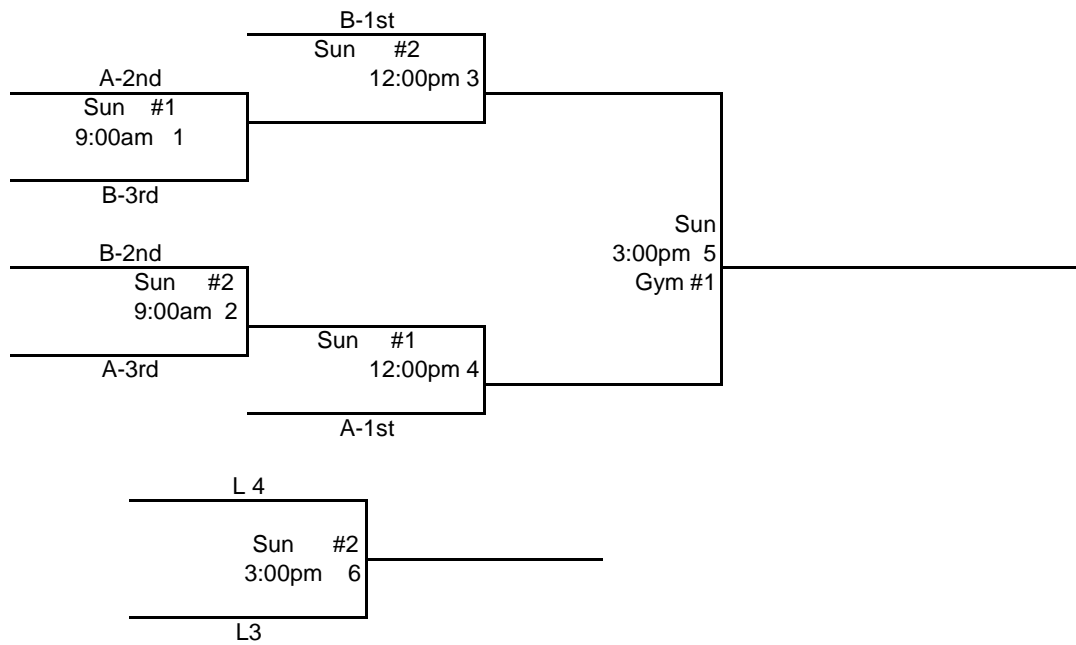 B-1st
Sun #2
12:00pm 3
A-2nd
Sun #1
9:00am 1
B-3rd
Sun
3:00pm 5
Gym #1
B-2nd
Sun #2
9:00am 2
A-3rd
Sun #1
12:00pm 4
A-1st
L 4
Sun #2
3:00pm 6
L3